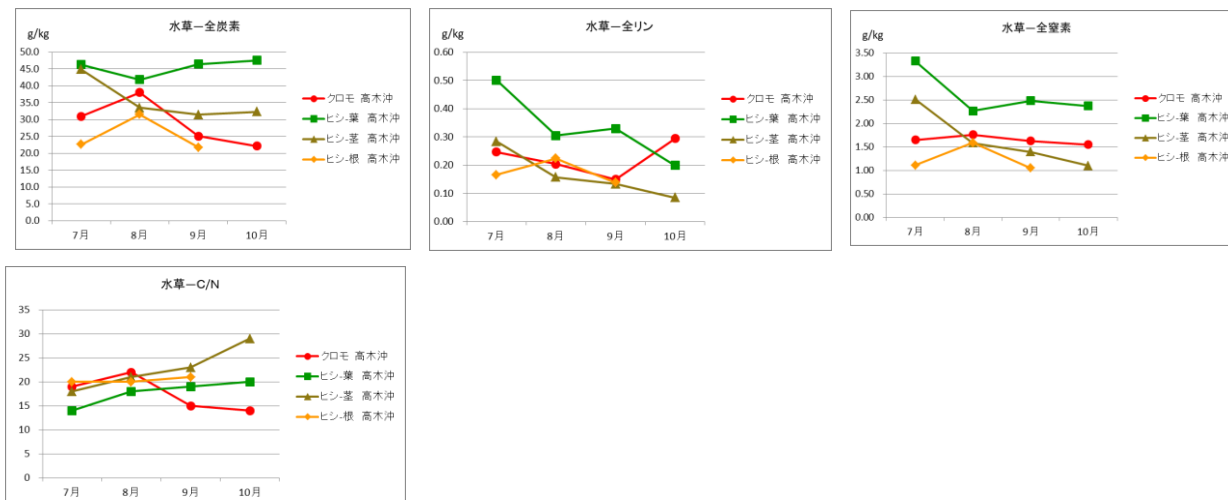 水草－全炭素
g/kg
50.0
45.0
40.0
35.0
30.0
25.0
20.0
15.0
10.0
5.0
0.0
7月 8月 9月 10月
クロモ 高木沖
ヒシ-葉 高木沖
ヒシ-茎 高木沖
ヒシ-根 高木沖
水草－全リン
g/kg
0.60
0.50
0.40
0.30
0.20
0.10
0.00
7月 8月 9月 10月
クロモ 高木沖
ヒシ-葉 高木沖
ヒシ-茎 高木沖
ヒシ-根 高木沖
水草－全窒素
g/kg
3.50
3.00
2.50
2.00
1.50
1.00
0.50
0.00
7月 8月 9月 10月
クロモ 高木沖
ヒシ-葉 高木沖
ヒシ-茎 高木沖
ヒシ-根 高木沖
水草－C/N
35
30
25
20
15
10
5
0
7月 8月 9月 10月
クロモ 高木沖
ヒシ-葉 高木沖
ヒシ-茎 高木沖
ヒシ-根 高木沖